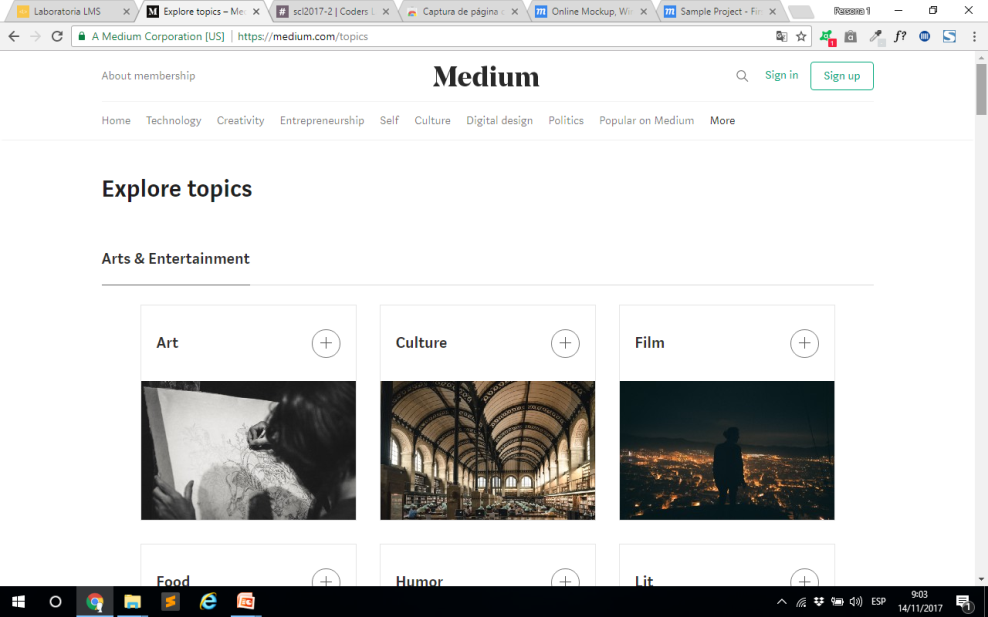 Laboratoria LMS
Explore topics – Me
scl2017-2 | Coders L
Captura de página c
Online Mockup, Wi
Sample Project - Fi
Persona 1
A Medium Corporation [US] | https://medium.com/topics
1
f?
About membership
Medium
Sign in
Sign up
Home Technology Creativity Entrepreneurship Self Culture Digital design Politics Popular on Medium More
Explore topics
Arts & Entertainment
Art
Culture
Film
Food
Humor
Lit
ESP
9:03
14/11/2017
1